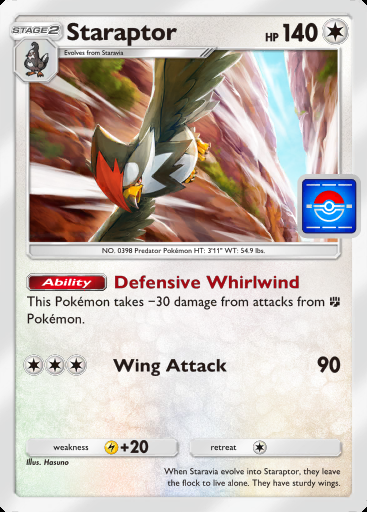 STAGE 2 Staraptor HP 140
Evolves from Staravia
NO. 0398 Predator Pokémon HT: 3'11" WT: 54.9 lbs.
Ability Defensive Whirlwind
This Pokémon takes −30 damage from attacks from
Pokémon.
Wing Attack 90
weakness +20 retreat
Illus. Hasuno
When Staravia evolve into Staraptor, they leave
the flock to live alone. They have sturdy wings.